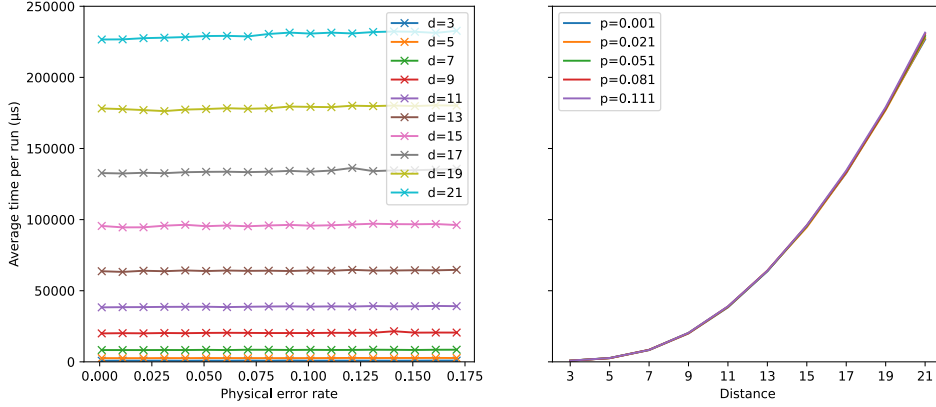 250000
200000
150000
100000
50000
0
Average time per run (μs)
0.000 0.025 0.050 0.075 0.100 0.125 0.150 0.175
Physical error rate
d=3
d=5
d=7
d=9
d=11
d=13
d=15
d=17
d=19
d=21
p=0.001
p=0.021
p=0.051
p=0.081
p=0.111
3 5 7 9 11 13 15 17 19 21
Distance